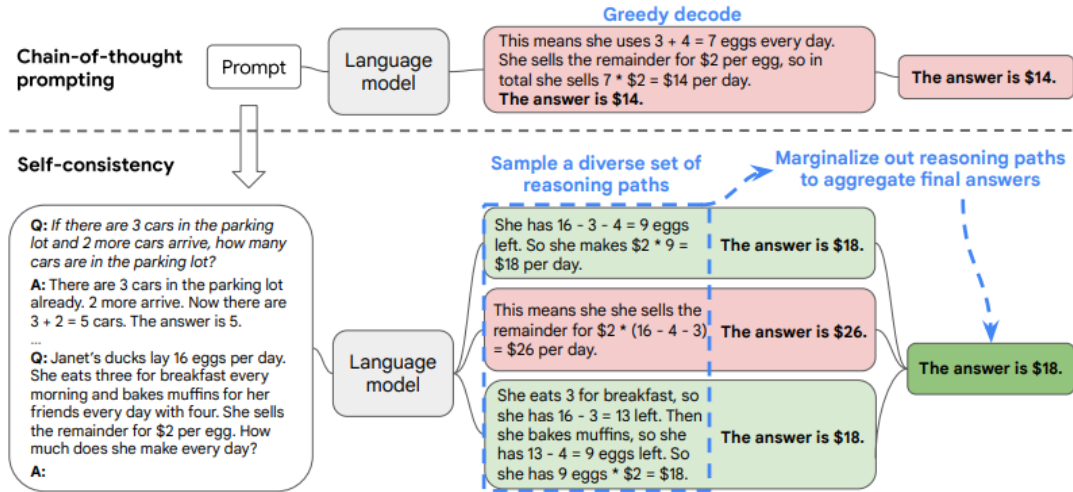 Greedy decode
Chain-of-thought
prompting
Prompt
Language
model
This means she uses 3 + 4 = 7 eggs every day.
She sells the remainder for $2 per egg, so in
total she sells 7 * $2 = $14 per day.
The answer is $14.
The answer is $14.
Self-consistency
Sample a diverse set of
reasoning paths
Marginalize out reasoning paths
to aggregate final answers
Q: If there are 3 cars in the parking
lot and 2 more cars arrive, how many
cars are in the parking lot?
A: There are 3 cars in the parking lot
already. 2 more arrive. Now there are
3 + 2 = 5 cars. The answer is 5.
...
Q: Janet's ducks lay 16 eggs per day.
She eats three for breakfast every
morning and bakes muffins for her
friends every day with four. She sells
the remainder for $2 per egg. How
much does she make every day?
A:
Language
model
She has 16 - 3 - 4 = 9 eggs
left. So she makes $2 * 9 =
$18 per day.
The answer is $18.
This means she she sells the
remainder for $2 * (16 - 4 - 3)
= $26 per day.
The answer is $26.
She eats 3 for breakfast, so
she has 16 - 3 = 13 left. Then
she bakes muffins, so she
has 13 - 4 = 9 eggs left. So
she has 9 eggs * $2 = $18.
The answer is $18.
The answer is $18.